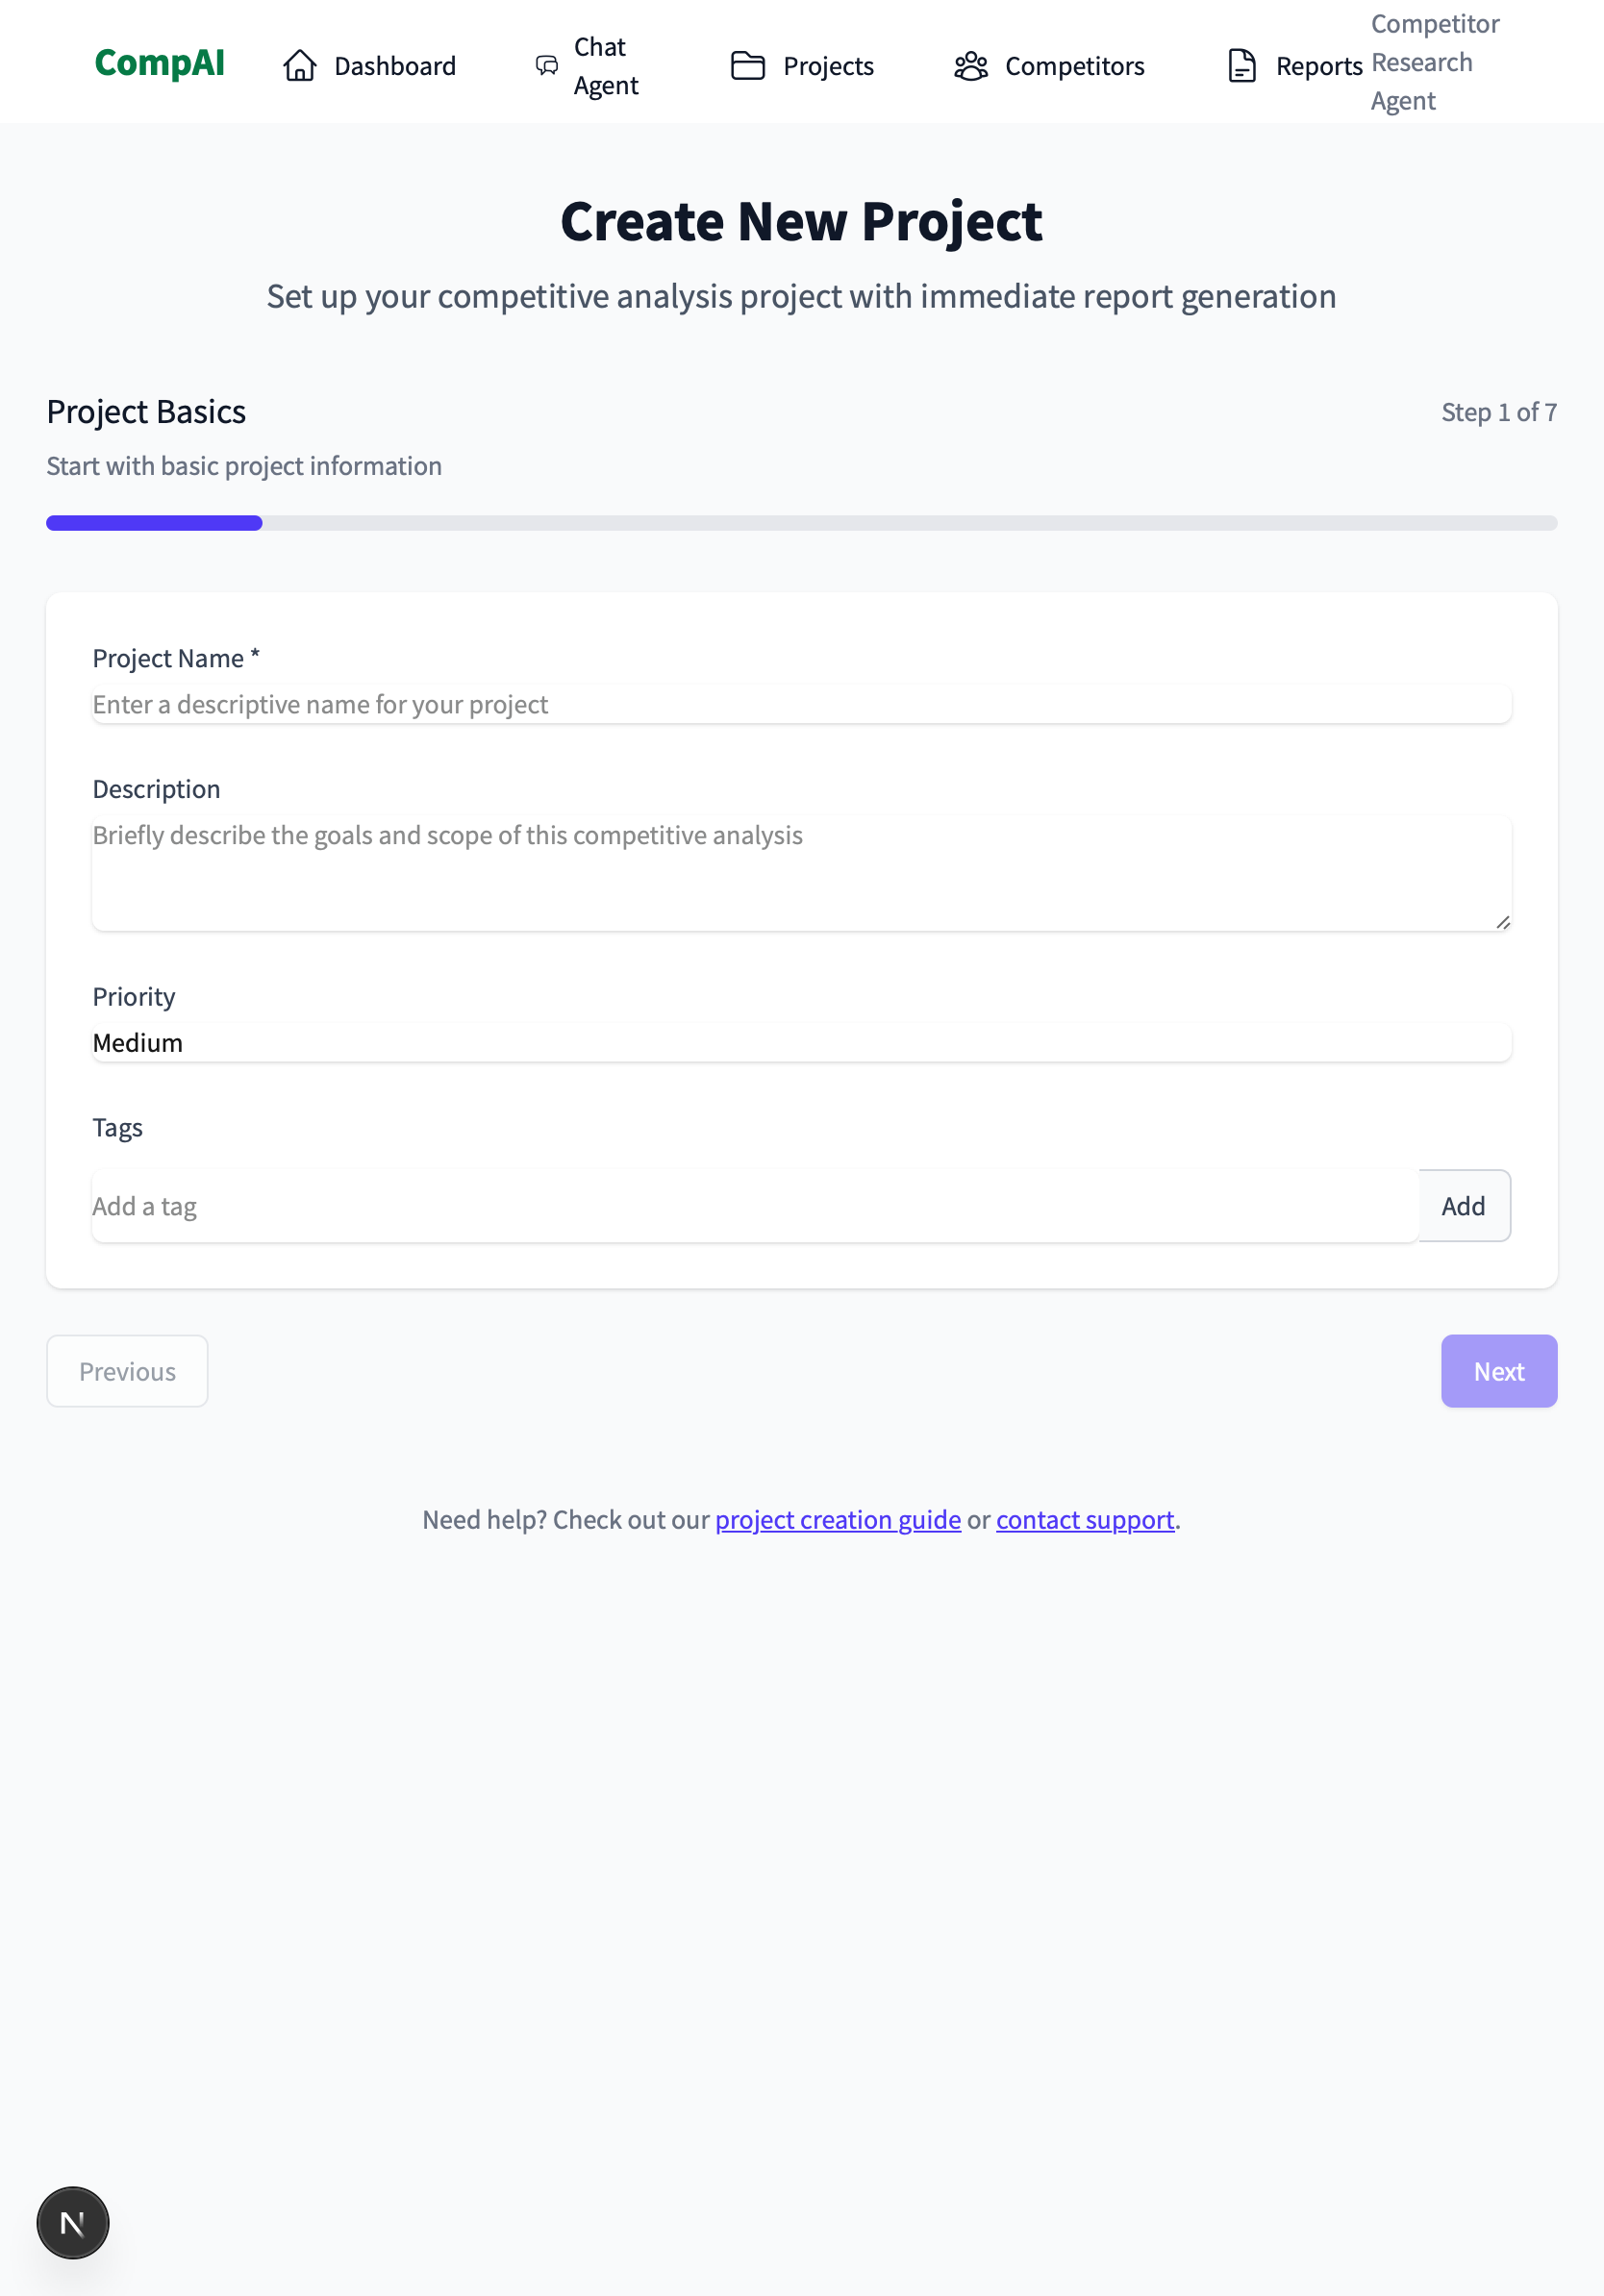 CompAI
Dashboard
Chat
Agent
Projects
Competitors
Reports
Competitor
Research
Agent
Create New Project
Set up your competitive analysis project with immediate report generation
Project Basics
Step 1 of 7
Start with basic project information
Project Name *
Enter a descriptive name for your project
Description
Briefly describe the goals and scope of this competitive analysis
Priority
Medium
Tags
Add a tag
Add
Previous
Next
Need help? Check out our project creation guide or contact support.
N